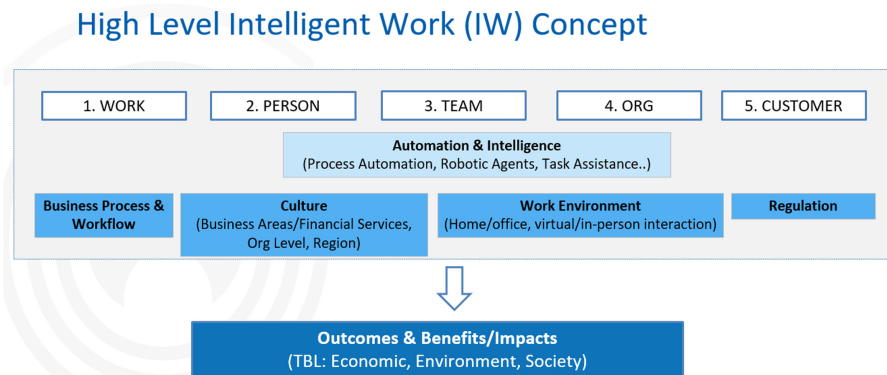 High Level Intelligent Work (IW) Concept
1. WORK
2. PERSON
3. TEAM
4. ORG
5. CUSTOMER
Automation & Intelligence
(Process Automation, Robotic Agents, Task Assistance..)
Business Process &
Workflow
Culture
(Business Areas/Financial Services,
Org Level, Region)
Work Environment
(Home/office, virtual/in-person interaction)
Regulation
Outcomes & Benefits/Impacts
(TBL: Economic, Environment, Society)